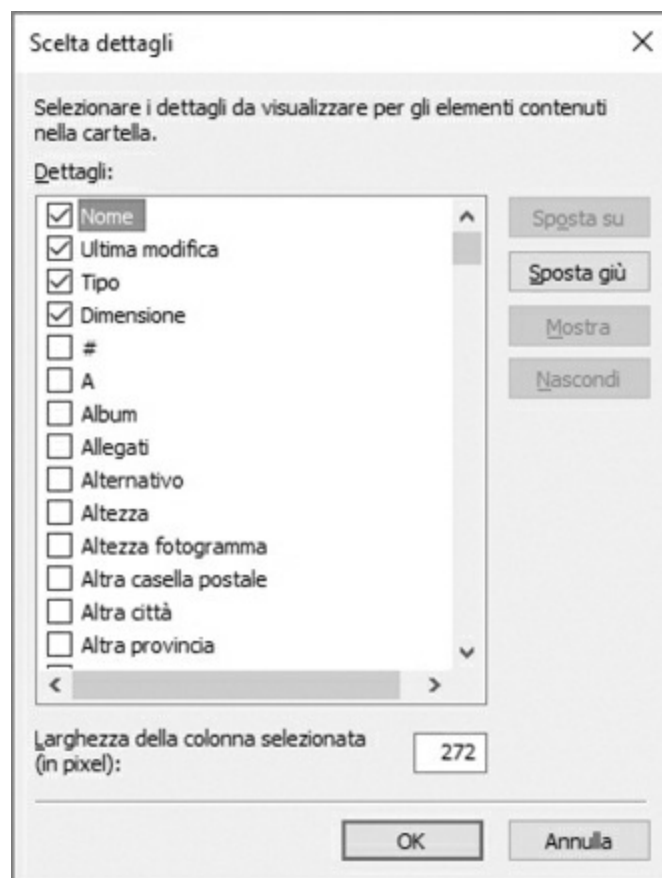 Scelta dettagli
Selezionare i dettagli da visualizzare per gli elementi contenuti
nella cartella.
Dettagli:
Nome
Ultima modifica
Tipo
Dimensione
#
A
Album
Allegati
Alternativo
Altezza
Altezza fotogramma
Altra casella postale
Altra città
Altra provincia
Sposta su
Sposta giù
Mostra
Nascondi
Larghezza della colonna selezionata
(in pixel):
272
OK
Annulla